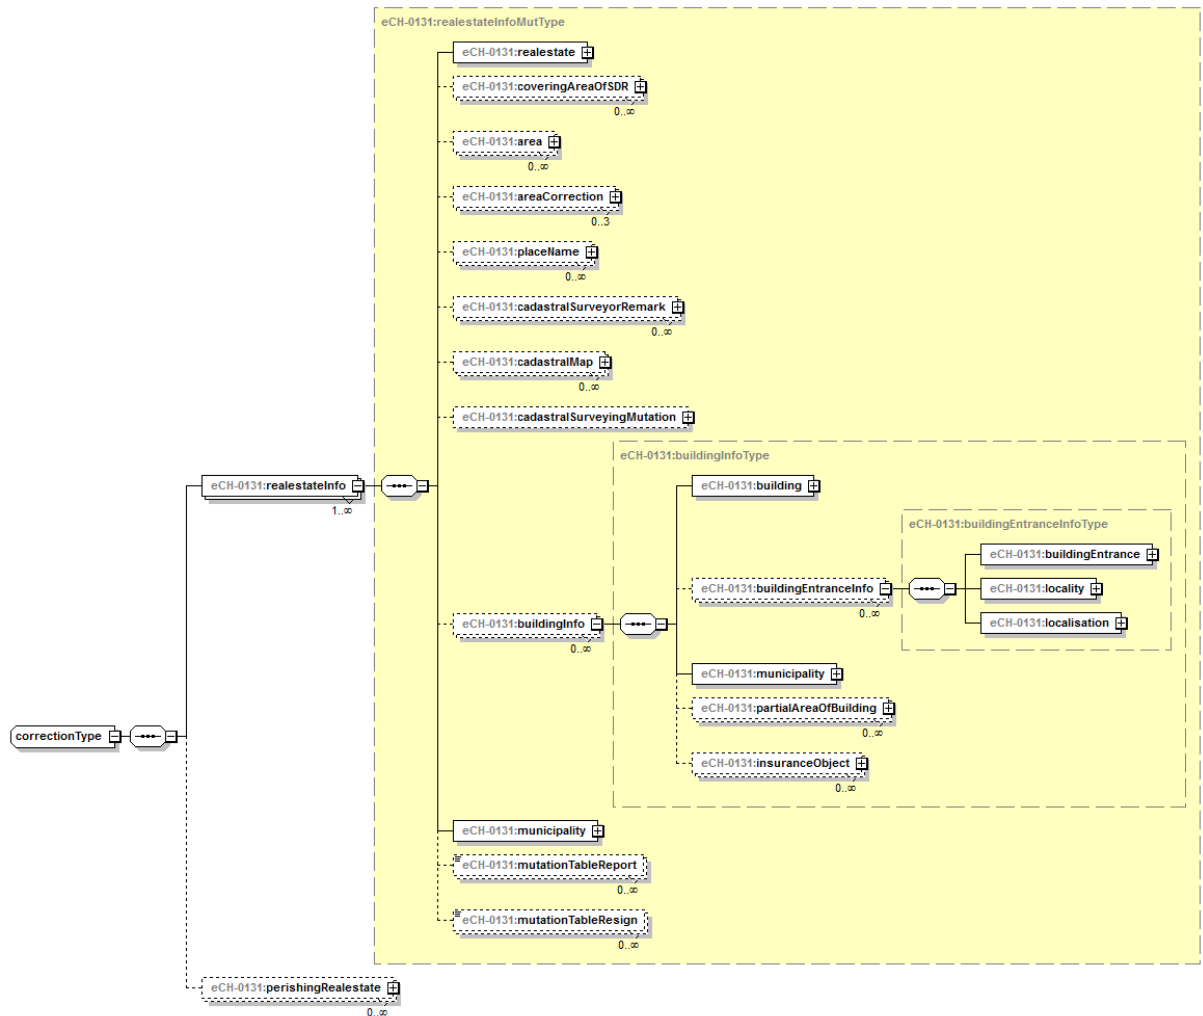 eCH-0131:realestateInfoMutType
eCH-0131:realestate
eCH-0131:coveringAreaOfSDR
0..∞
eCH-0131:area
0..∞
eCH-0131:areaCorrection
0..3
eCH-0131:placeName
0..∞
eCH-0131:cadastralSurveyorRemark
0..∞
eCH-0131:cadastralMap
0..∞
eCH-0131:cadastralSurveyingMutation
eCH-0131:buildingInfoType
eCH-0131:realestateInfo
1..∞
eCH-0131:building
eCH-0131:buildingEntranceInfoType
eCH-0131:buildingEntrance
eCH-0131:buildingEntranceInfo
0..∞
eCH-0131:locality
eCH-0131:localisation
eCH-0131:buildingInfo
0..∞
eCH-0131:municipality
eCH-0131:partialAreaOfBuilding
0..∞
correctionType
eCH-0131:insuranceObject
0..∞
eCH-0131:municipality
eCH-0131:mutationTableReport
0..∞
eCH-0131:mutationTableResign
0..∞
eCH-0131:perishingRealestate
0..∞